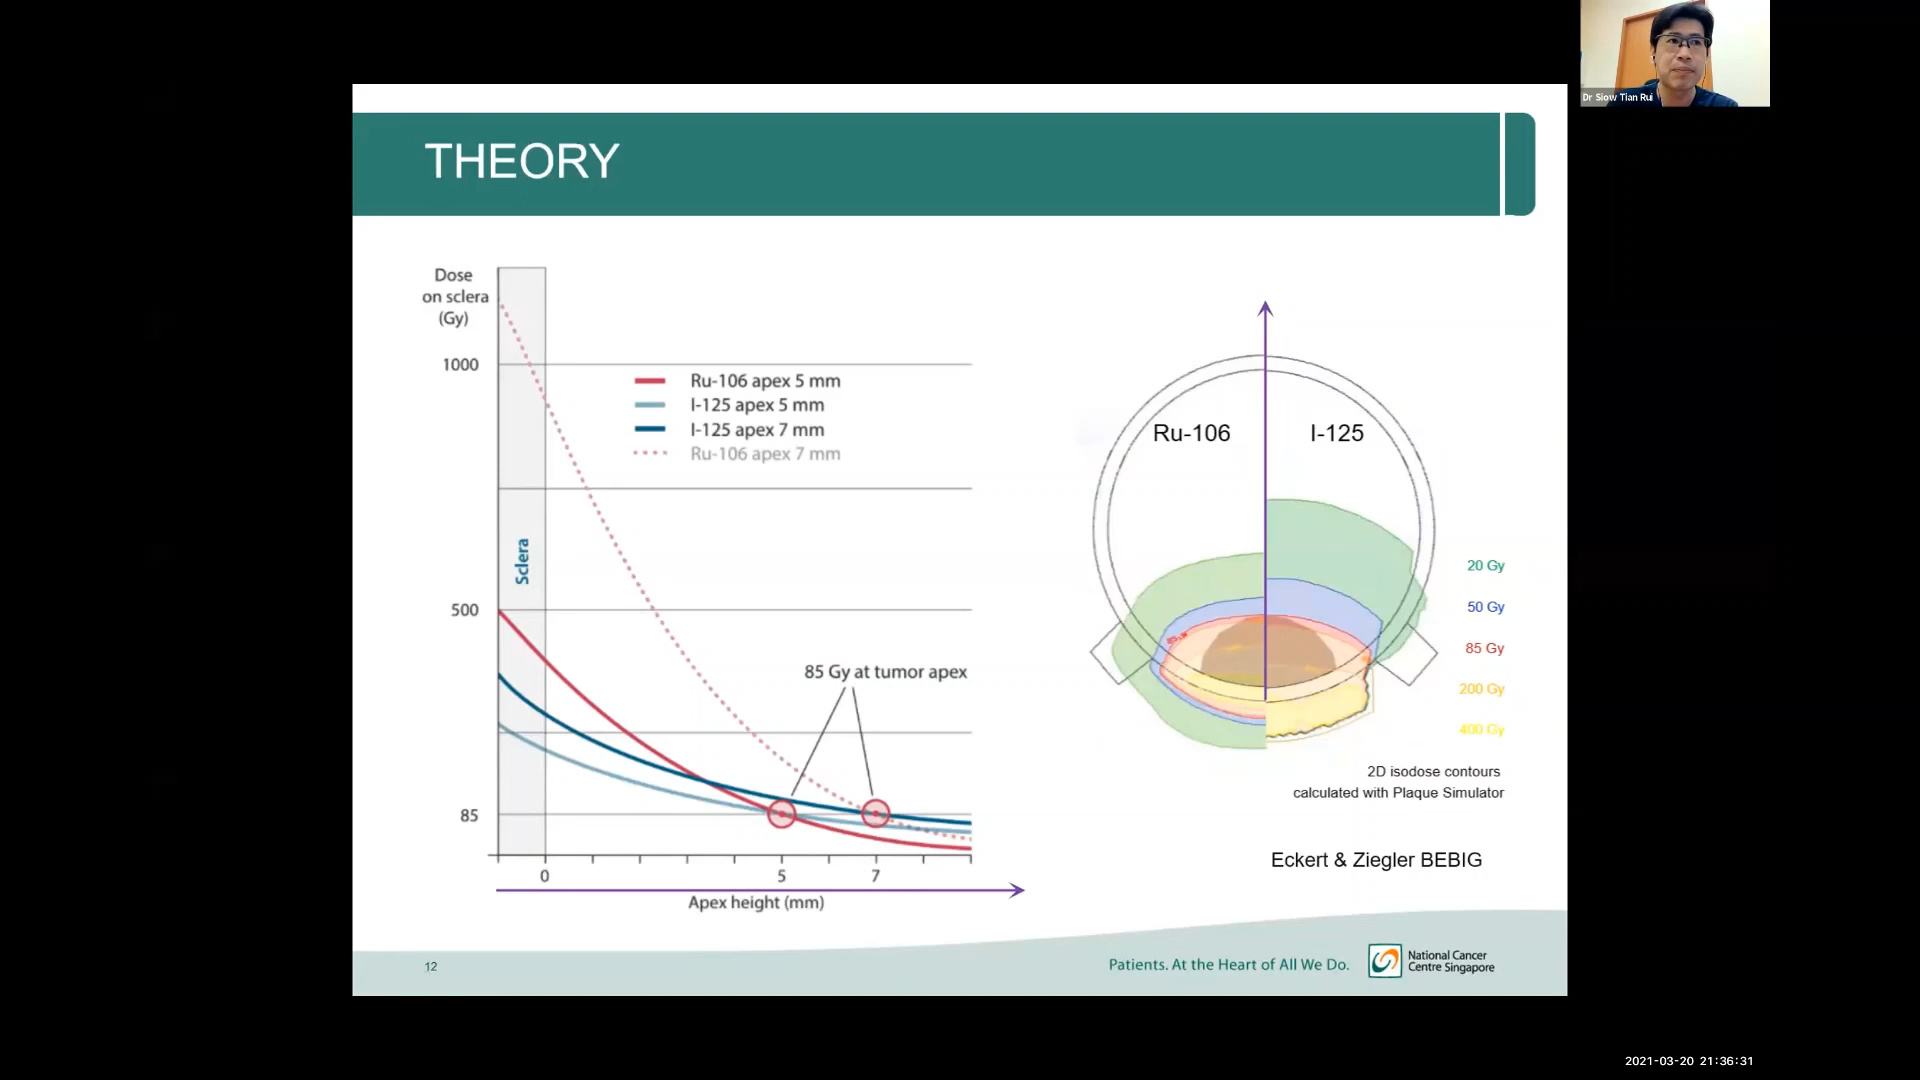 Dr Siow Tian Rui
THEORY
Dose
on sclera
(Gy)
1000
500
85
Sclera
Ru-106 apex 5 mm
I-125 apex 5 mm
I-125 apex 7 mm
Ru-106 apex 7 mm
85 Gy at tumor apex
0
5
7
Apex height (mm)
Ru-106
I-125
20 Gy
50 Gy
85 Gy
200 Gy
400 Gy
2D isodose contours
calculated with Plaque Simulator
Eckert & Ziegler BEBIG
12
Patients. At the Heart of All We Do.
National Cancer
Centre Singapore
2021-03-20 21:36:31